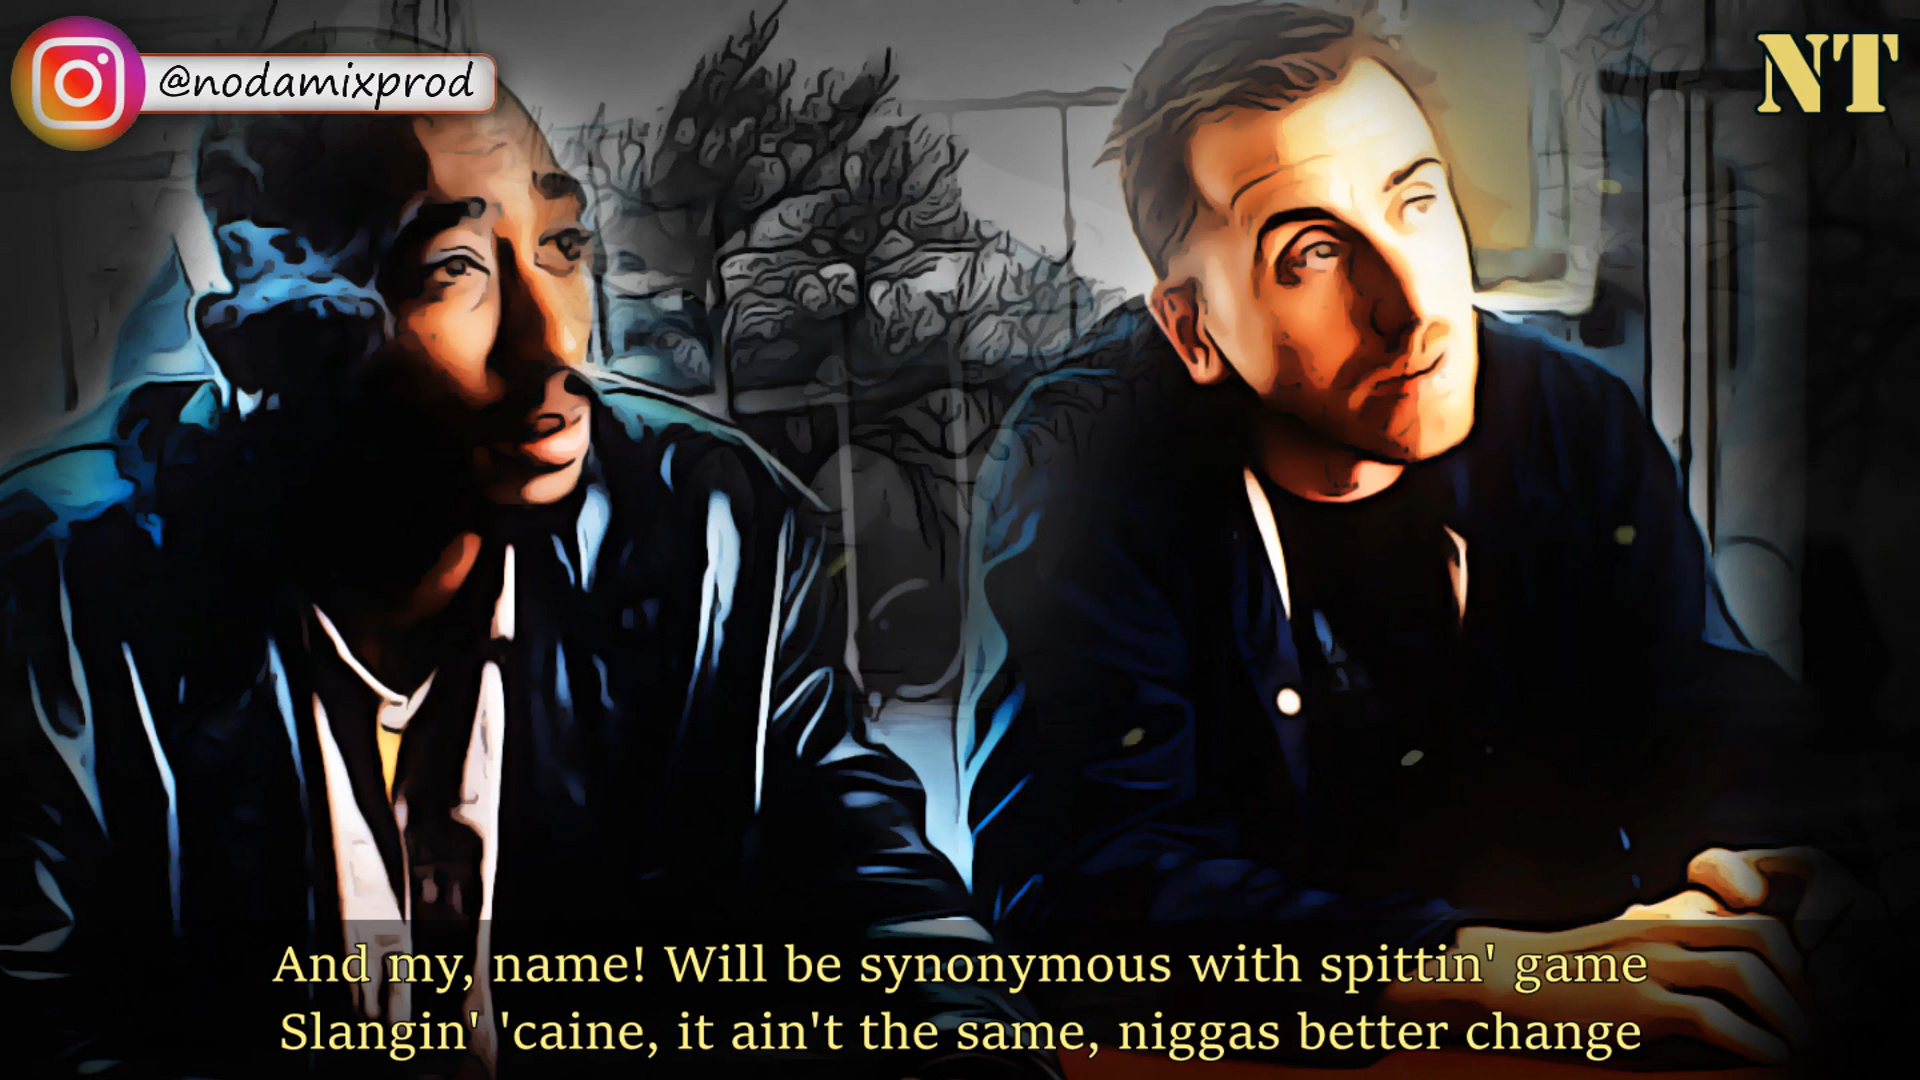 @nodamixprod
NT
And my, name! Will be synonymous with spittin' game
Slangin' 'caine, it ain't the same, niggas better change